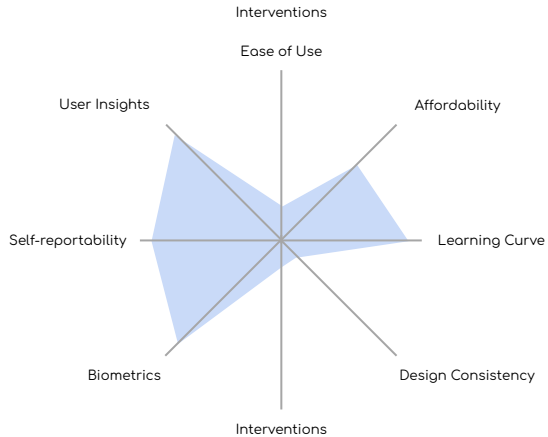 Interventions
Ease of Use
User Insights
Affordability
Self-reportability
Learning Curve
Biometrics
Design Consistency
Interventions